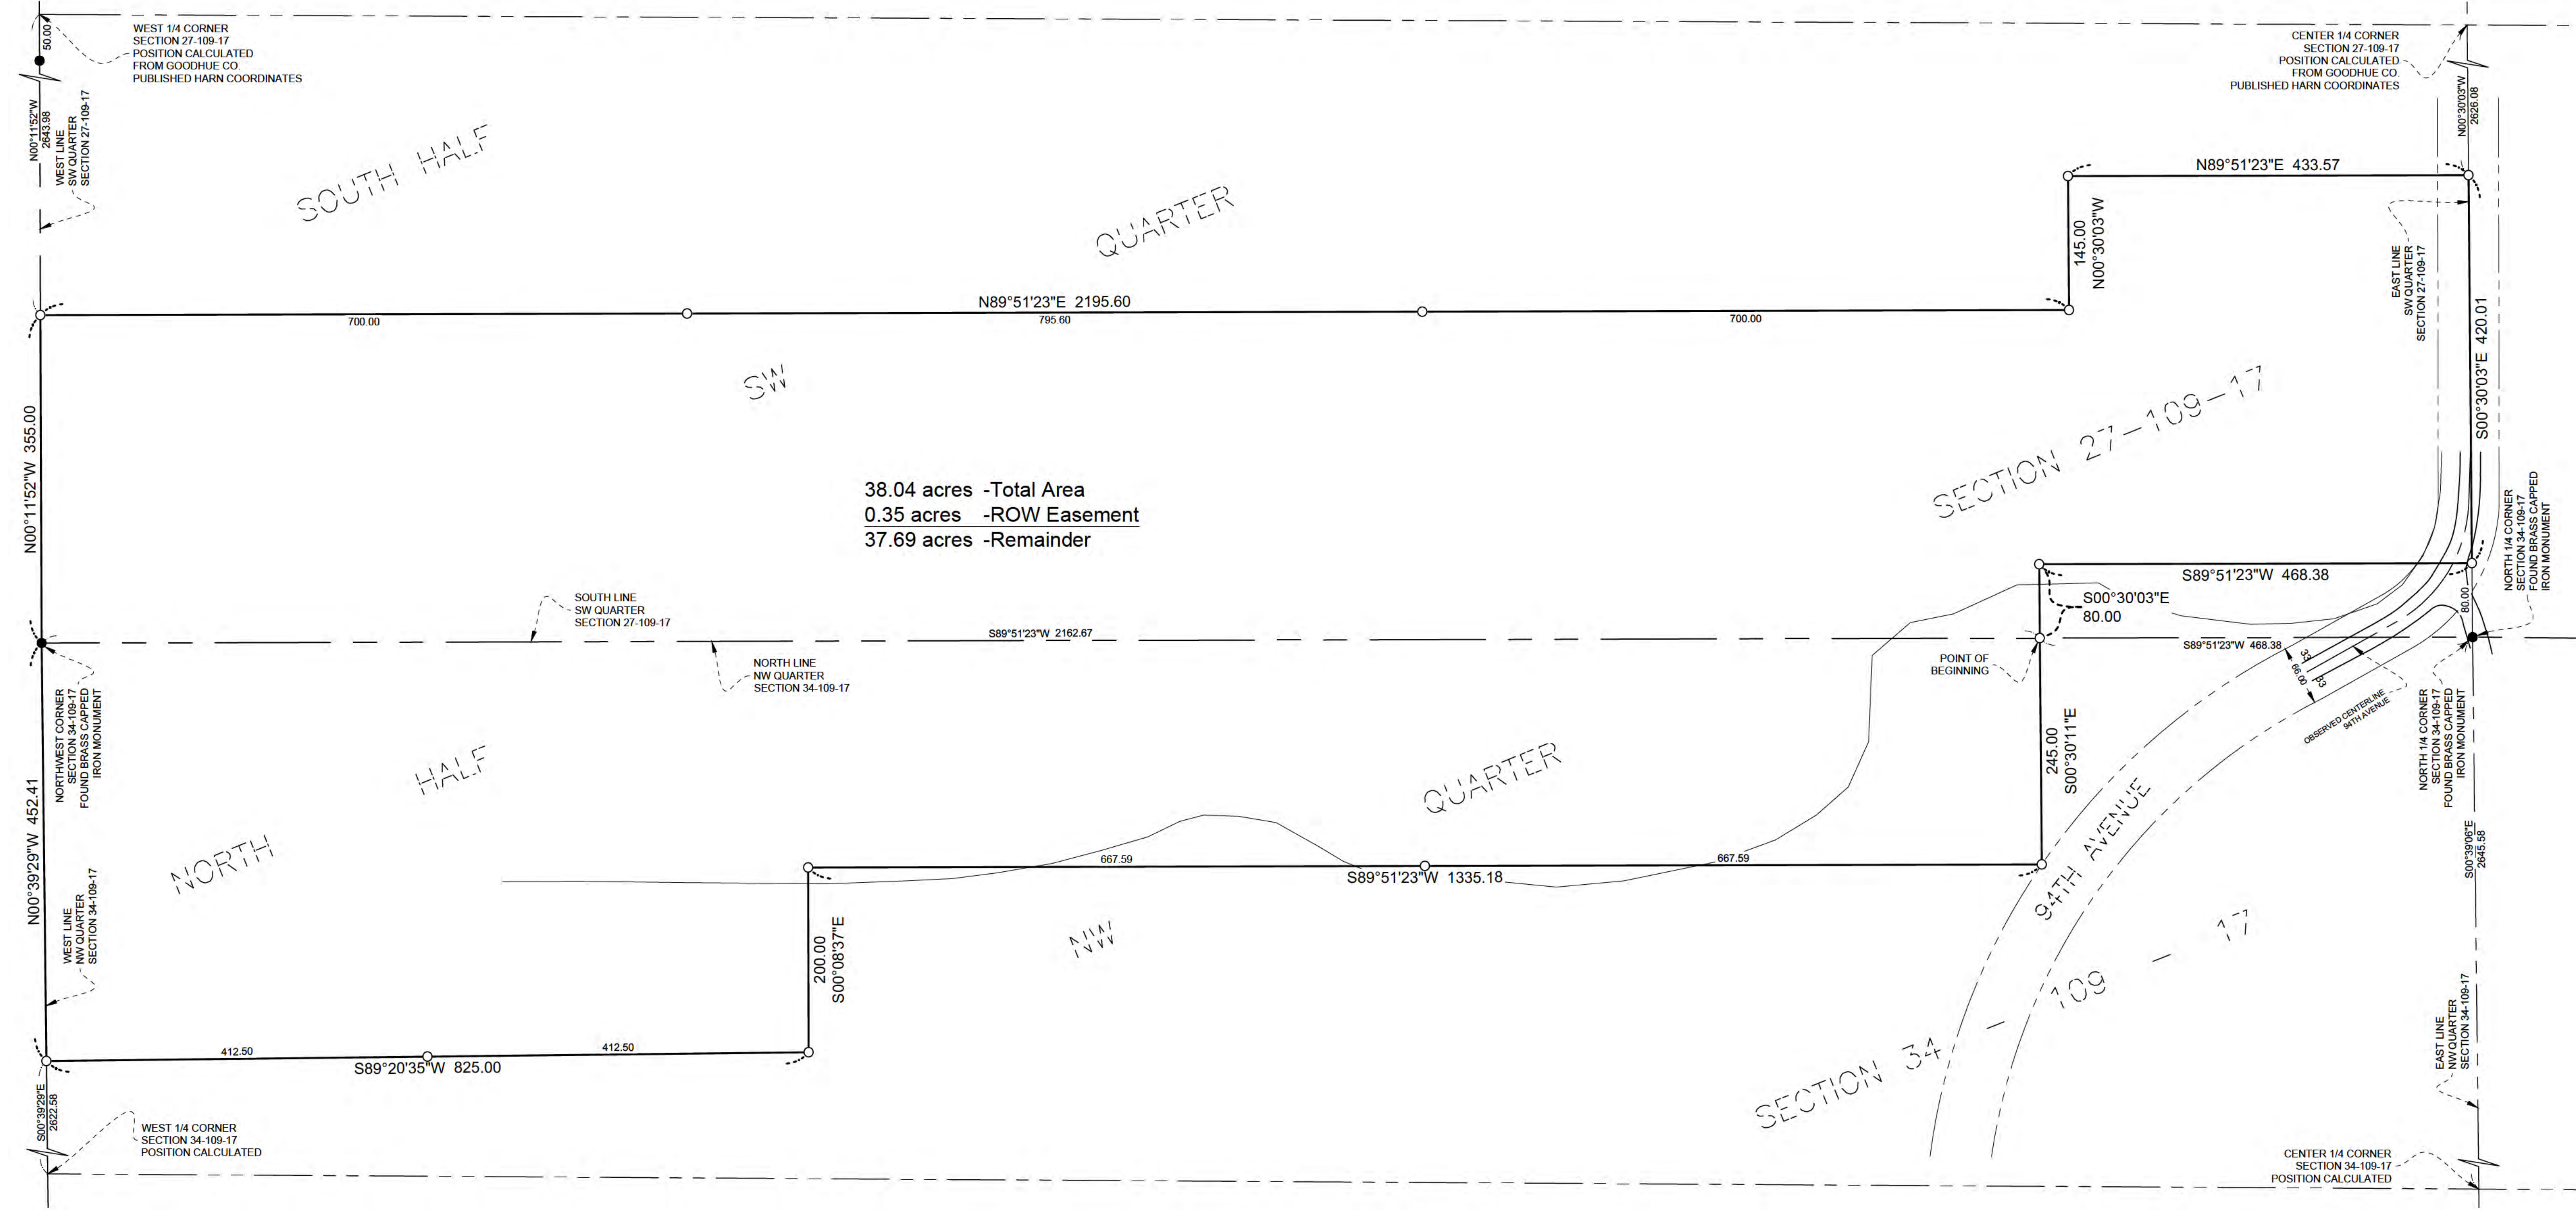 50.00
WEST 1/4 CORNER
SECTION 27-109-17
POSITION CALCULATED
FROM GOODHUE CO.
PUBLISHED HARN COORDINATES
CENTER 1/4 CORNER
SECTION 27-109-17
POSITION CALCULATED
FROM GOODHUE CO.
PUBLISHED HARN COORDINATES
N00°11'52"W
2643.98
WEST LINE
SW QUARTER
SECTION 27-109-17
N00°30'03"W
2626.08
SOUTH HALF
QUARTER
N89°51'23"E 433.57
145.00
N00°30'03"W
EAST LINE
SW QUARTER
SECTION 27-109-17
N89°51'23"E 2195.60
700.00
795.60
700.00
S00°30'03"E 420.01
SW
SECTION 27-109-17
N00°11'52"W 355.00
38.04 acres -Total Area
0.35 acres -ROW Easement
37.69 acres -Remainder
NORTH 1/4 CORNER
SECTION 34-109-17
FOUND BRASS CAPPED
IRON MONUMENT
S89°51'23"W 468.38
S00°30'03"E
80.00
80.00
SOUTH LINE
SW QUARTER
SECTION 27-109-17
S89°51'23"W 2162.67
S89°51'23"W 468.38
NORTH LINE
NW QUARTER
SECTION 34-109-17
POINT OF
BEGINNING
33
66.00
33
OBSERVED CENTERLINE
94TH AVENUE
NORTHWEST CORNER
SECTION 34-109-17
FOUND BRASS CAPPED
IRON MONUMENT
NORTH 1/4 CORNER
SECTION 34-109-17
FOUND BRASS CAPPED
IRON MONUMENT
245.00
S00°30'11"E
N00°39'29"W 452.41
HALF
QUARTER
NORTH
94TH AVENUE
S00°39'06"E
2645.58
667.59
667.59
S89°51'23"W 1335.18
WEST LINE
NW QUARTER
SECTION 34-109-17
200.00
S00°08'37"E
NW
SECTION 34 - 109 - 17
412.50
412.50
S89°20'35"W 825.00
EAST LINE
NW QUARTER
SECTION 34-109-17
S00°39'29"E
2622.58
WEST 1/4 CORNER
SECTION 34-109-17
POSITION CALCULATED
CENTER 1/4 CORNER
SECTION 34-109-17
POSITION CALCULATED